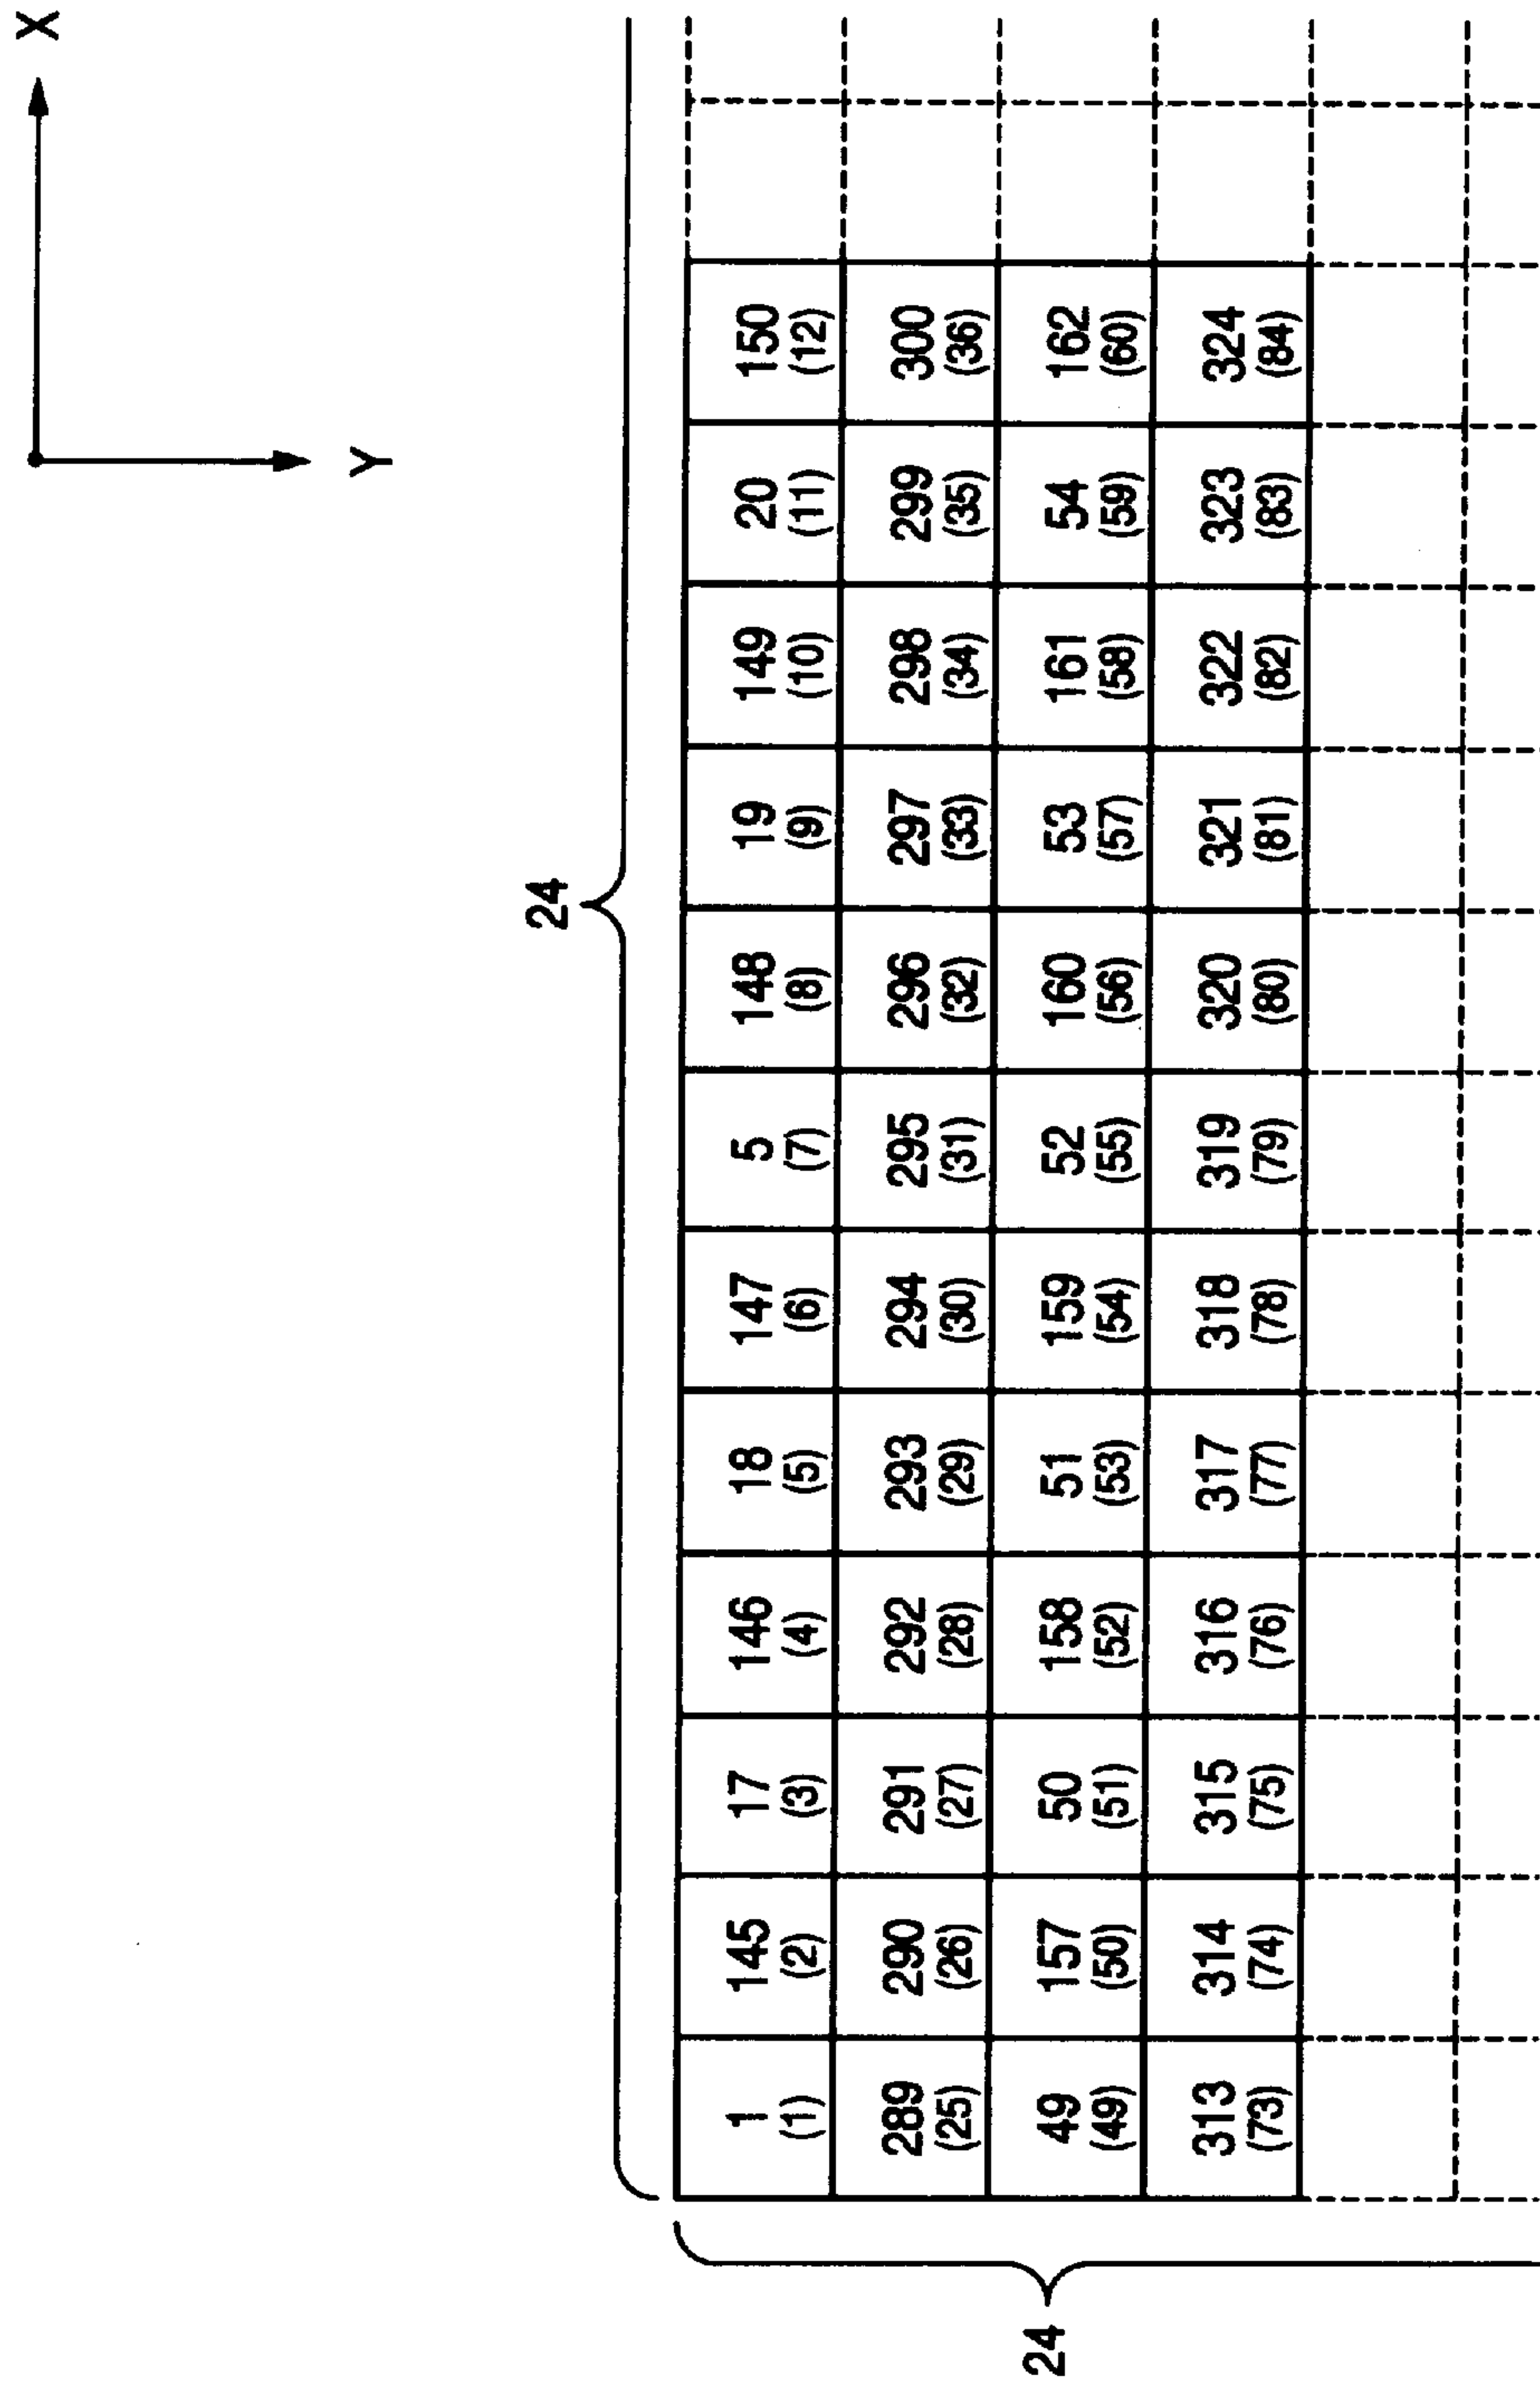 X
Y
24
24
1 145 17 146 18 147 5 148 19 149 20 150
(1) (2) (3) (4) (5) (6) (7) (8) (9) (10) (11) (12)
289 290 291 292 293 294 295 296 297 298 299 300
(25) (26) (27) (28) (29) (30) (31) (32) (33) (34) (35) (36)
49 157 50 158 51 159 52 160 53 161 54 162
(49) (50) (51) (52) (53) (54) (55) (56) (57) (58) (59) (60)
313 314 315 316 317 318 319 320 321 322 323 324
(73) (74) (75) (76) (77) (78) (79) (80) (81) (82) (83) (84)